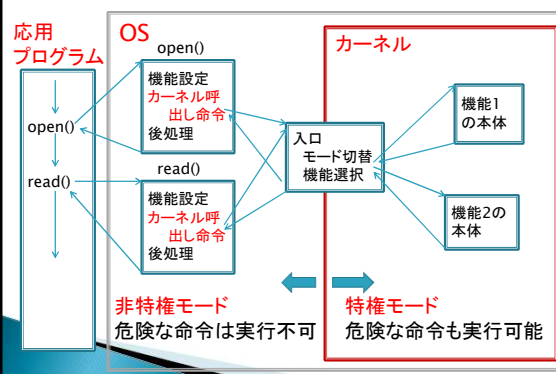 応用
プログラム
open()
read()
OS
open()
機能設定
カーネル呼
出し命令
後処理
read()
機能設定
カーネル呼
出し命令
後処理
入口
モード切替
機能選択
カーネル
機能1
の本体
機能2の
本体
非特権モード
危険な命令は実行不可
特権モード
危険な命令も実行可能